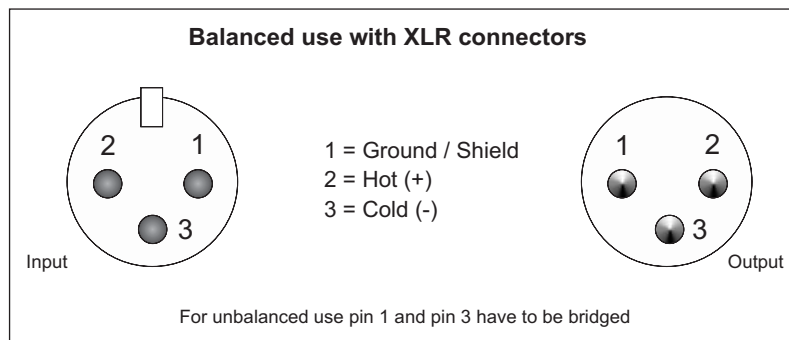 Balanced use with XLR connectors
2 1
3
Input
1 = Ground / Shield
2 = Hot (+)
3 = Cold (-)
1 2
3
Output
For unbalanced use pin 1 and pin 3 have to be bridged